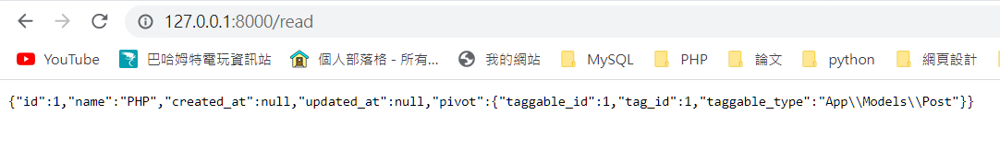 127.0.0.1:8000/read
YouTube 巴哈姆特電玩資訊站 個人部落格 - 所有... 我的網站 MySQL PHP 論文 python 網頁設計
{"id":1,"name":"PHP","created_at":null,"updated_at":null,"pivot":{"taggable_id":1,"tag_id":1,"taggable_type":"App\\Models\\Post"}}